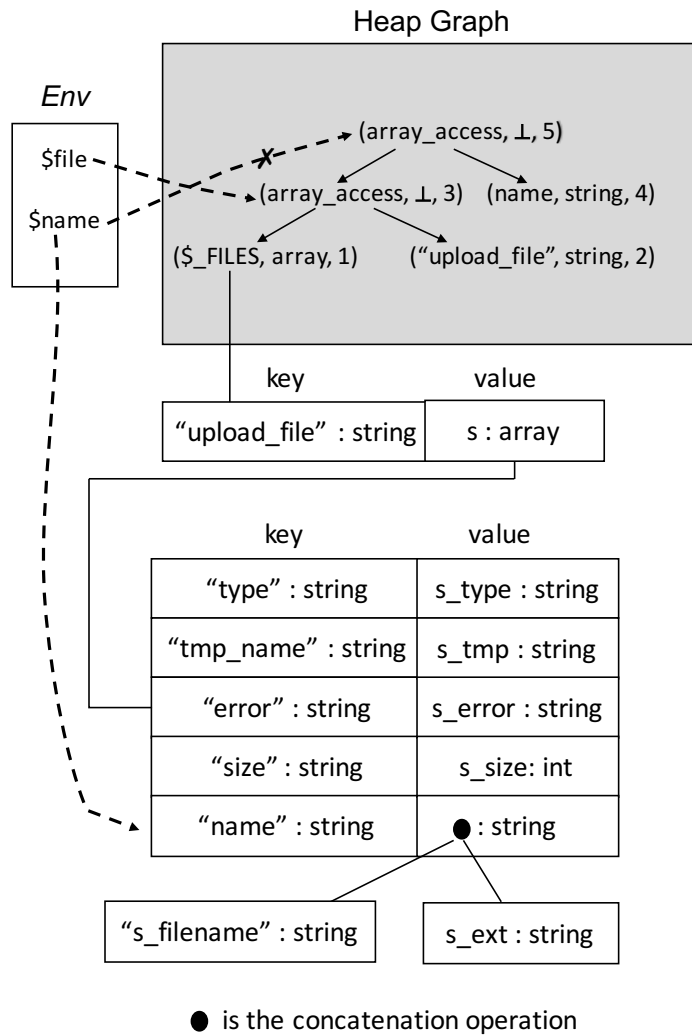 Heap Graph
Env
$file
$name
(array_access, ⊥, 5)
(array_access, ⊥, 3)
(name, string, 4)
($_FILES, array, 1)
(“upload_file”, string, 2)
key value
“upload_file” : string s : array
key value
“type” : string s_type : string
“tmp_name” : string s_tmp : string
“error” : string s_error : string
“size” : string s_size: int
“name” : string ● : string
“s_filename” : string s_ext : string
● is the concatenation operation